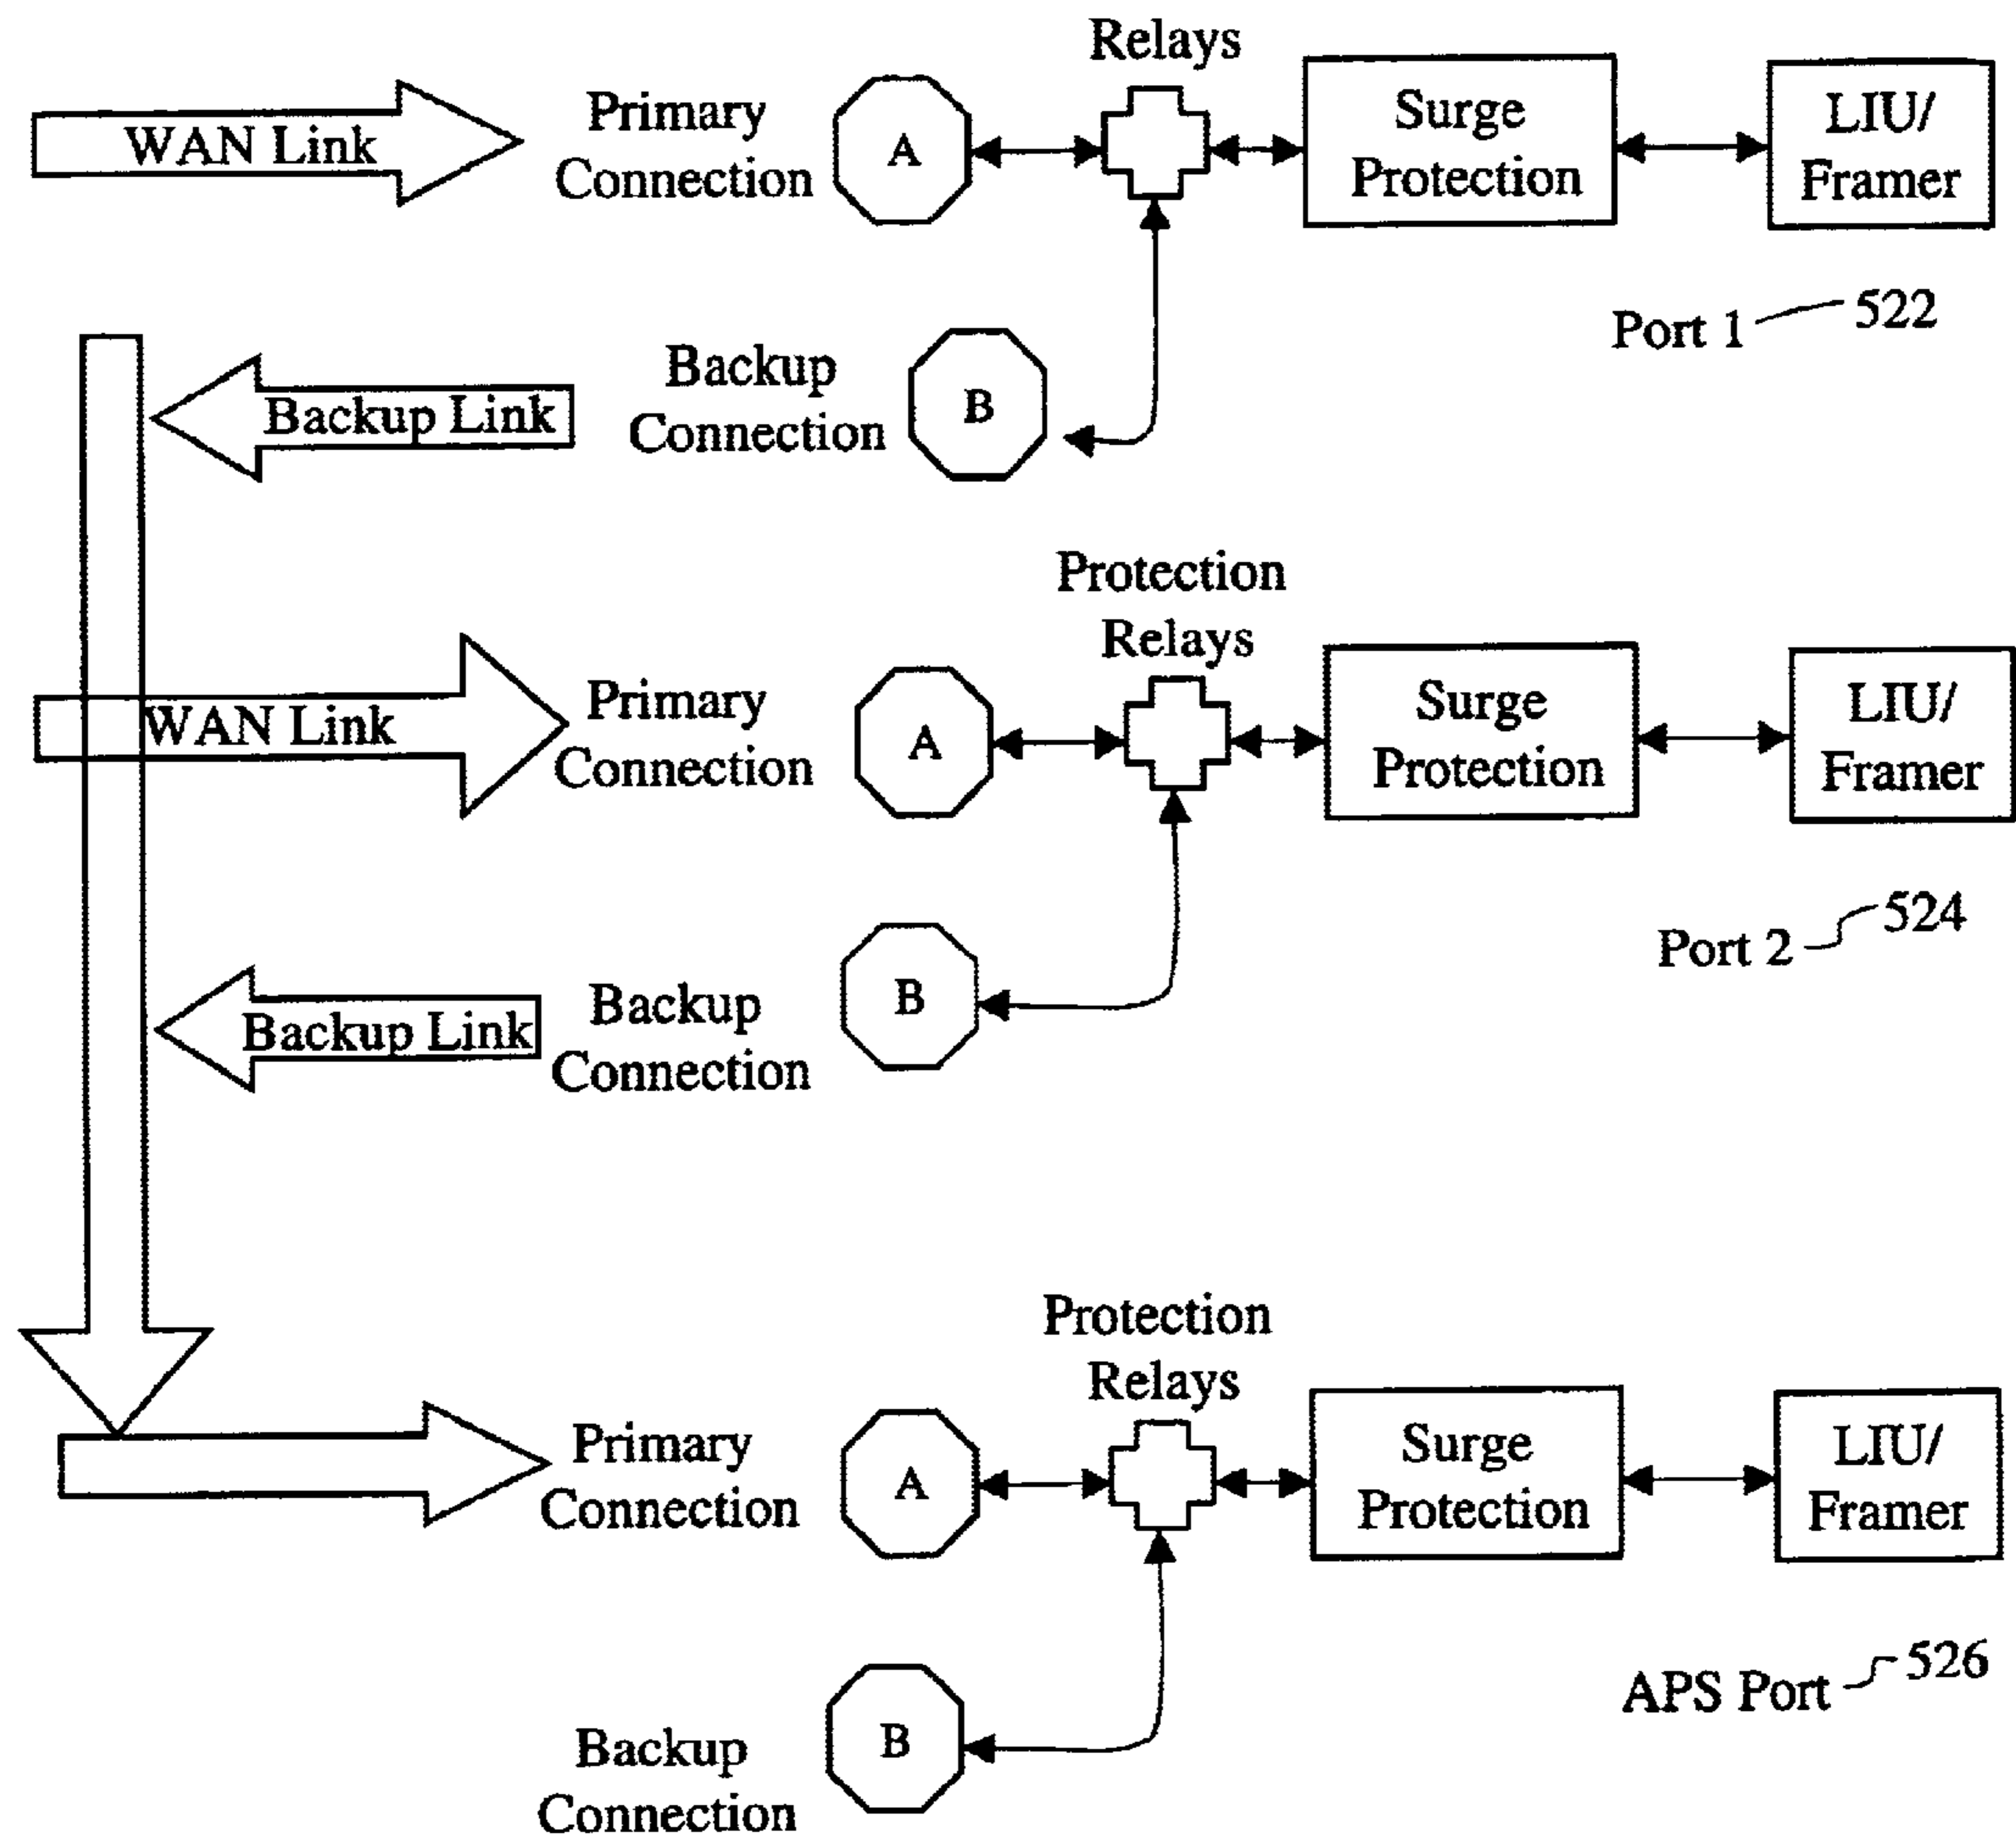 Relays
WAN Link
Primary
Connection
A
Surge
Protection
LIU/
Framer
Port 1
522
Backup Link
Backup
Connection
B
Protection
Relays
WAN Link
Primary
Connection
A
Surge
Protection
LIU/
Framer
Port 2
524
Backup Link
Backup
Connection
B
Protection
Relays
Primary
Connection
A
Surge
Protection
LIU/
Framer
APS Port
526
Backup
Connection
B